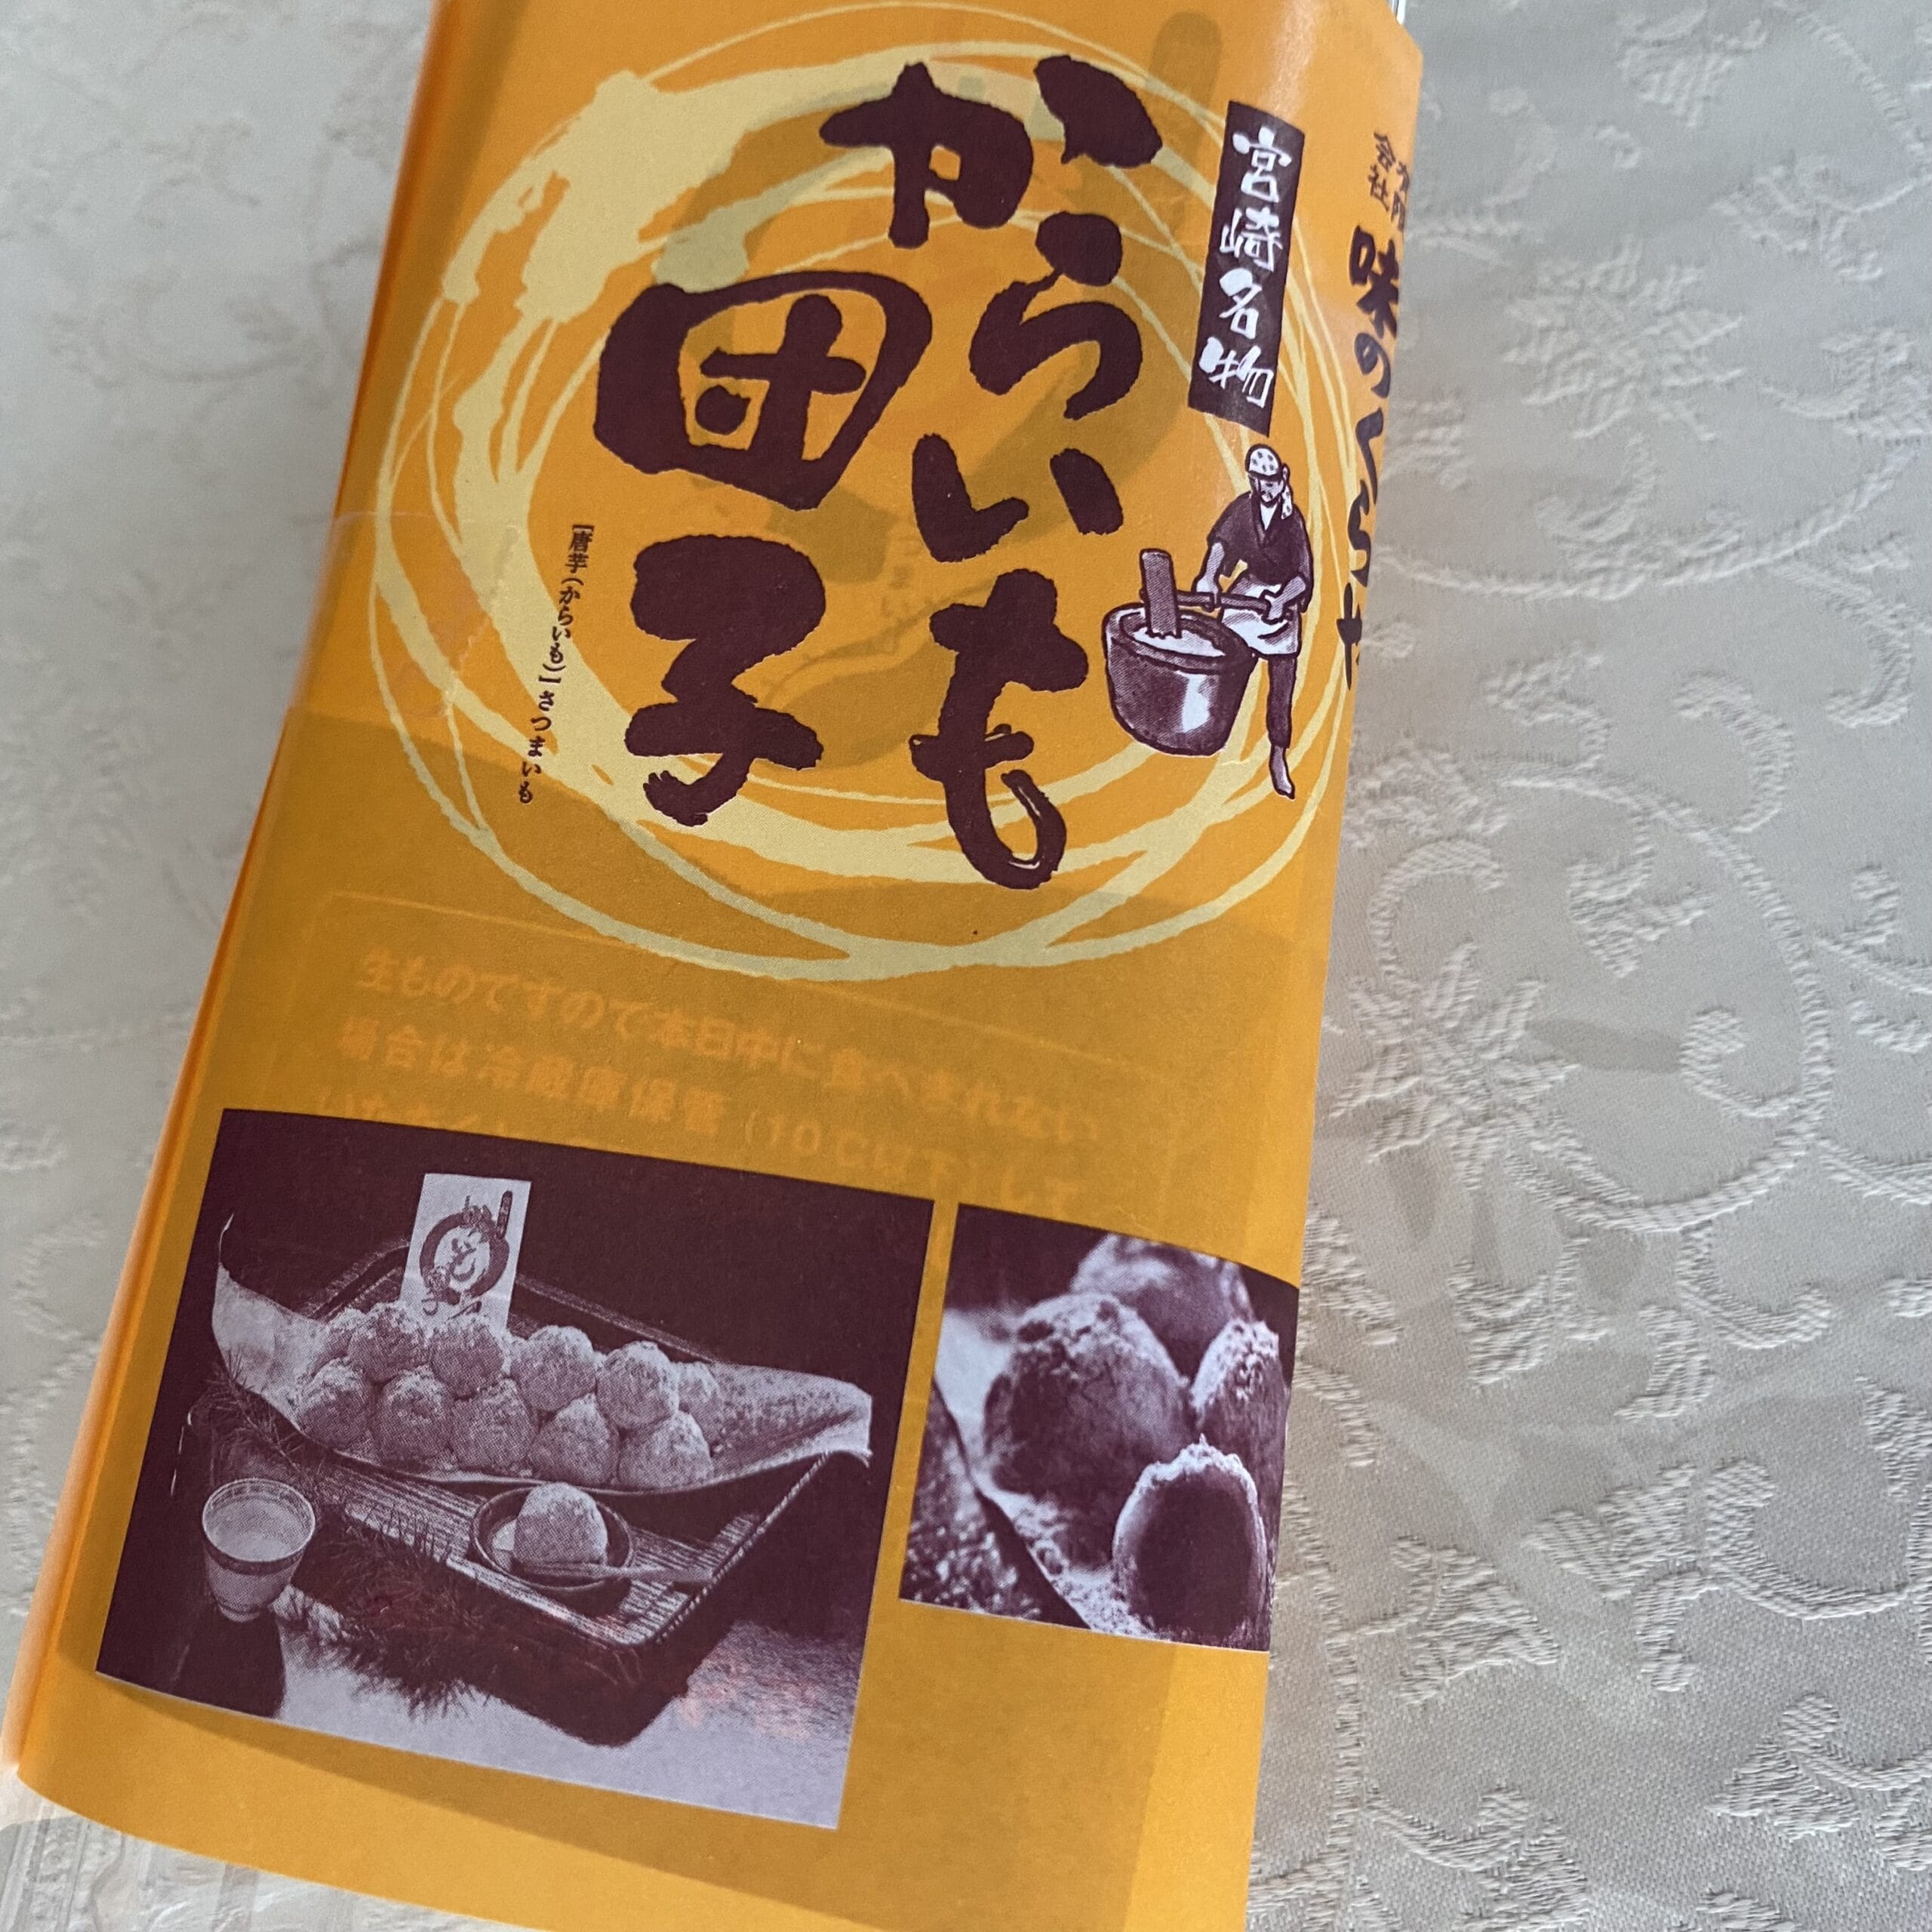 有限会社
味のくらや
宮崎名物
からいも
団子
[唐芋(からいも)]さつまいも
生ものですので本日中に食べきれない
場合は冷蔵庫保管(10℃以下)して